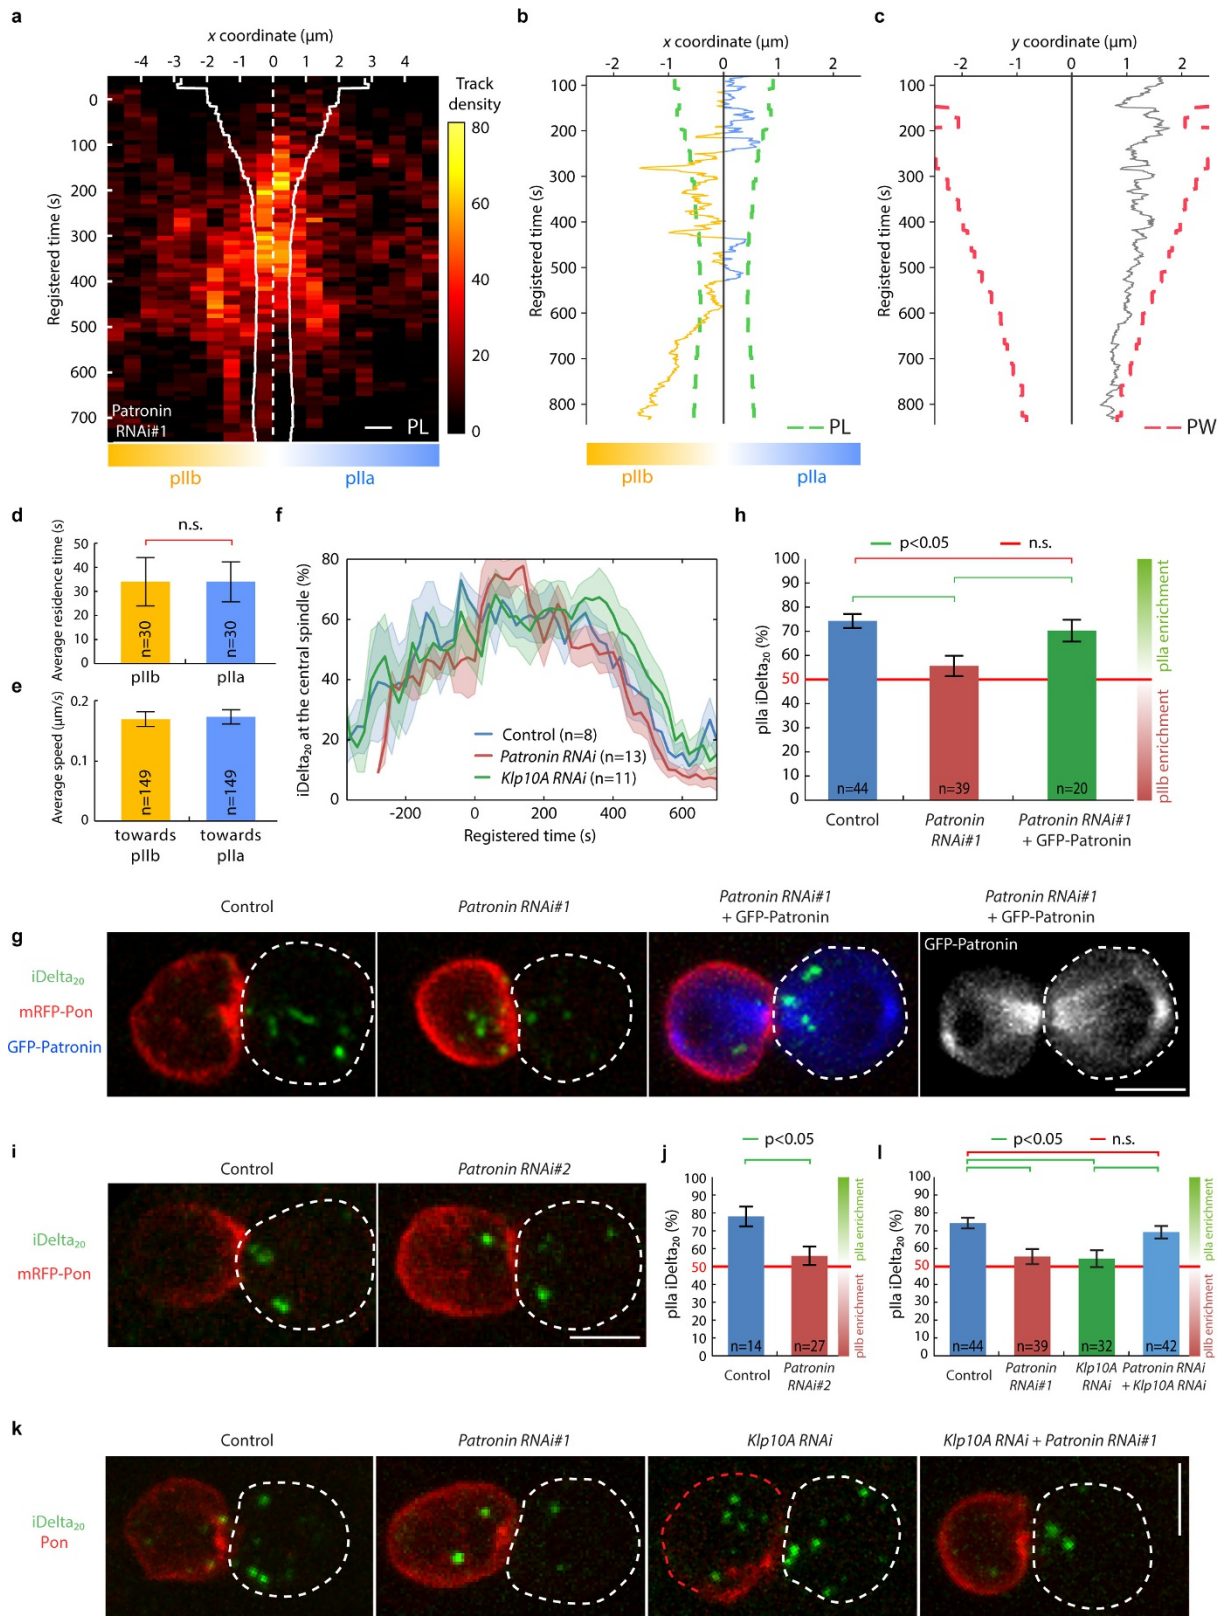 a
x coordinate (µm)
-4 -3 -2 -1 0 1 2 3 4
Track
density
80
60
40
20
0
0
100
200
300
400
500
600
700
Registered time (s)
Patronin
RNAi#1
PL
pIIb pIIa
b
x coordinate (µm)
-2 -1 0 1 2
100
200
300
400
500
600
700
800
Registered time (s)
PL
pIIb pIIa
c
y coordinate (µm)
-2 -1 0 1 2
100
200
300
400
500
600
700
800
Registered time (s)
PW
d
n.s.
Average residence time (s)
50
40
30
20
10
0
n=30 n=30
pIIb pIIa
e
Average speed (µm/s)
0.2
0.1
0
n=149 n=149
towards pIIb
towards pIIa
f
iDelta20 at the central spindle (%)
80
60
40
20
0
-200 0 200 400 600
Registered time (s)
Control (n=8)
Patronin RNAi (n=13)
Klp10A RNAi (n=11)
h
p<0.05 n.s.
pIIa iDelta20 (%)
100
90
80
70
60
50
40
30
20
10
0
n=44 n=39 n=20
Control
Patronin RNAi#1
Patronin RNAi#1 + GFP-Patronin
pIIa enrichment
pIIb enrichment
g
Control
Patronin RNAi#1
Patronin RNAi#1
+ GFP-Patronin
Patronin RNAi#1
+ GFP-Patronin
iDelta20
mRFP-Pon
GFP-Patronin
GFP-Patronin
i
Control
Patronin RNAi#2
iDelta20
mRFP-Pon
j
p<0.05
pIIa iDelta20 (%)
100
90
80
70
60
50
40
30
20
10
0
n=14 n=27
Control
Patronin RNAi#2
pIIa enrichment
pIIb enrichment
l
p<0.05 n.s.
pIIa iDelta20 (%)
100
90
80
70
60
50
40
30
20
10
0
n=44 n=39 n=32 n=42
Control
Patronin RNAi#1
Klp10A RNAi
Patronin RNAi + Klp10A RNAi
pIIa enrichment
pIIb enrichment
k
Control
Patronin RNAi#1
Klp10A RNAi
Klp10A RNAi + Patronin RNAi#1
iDelta20
Pon